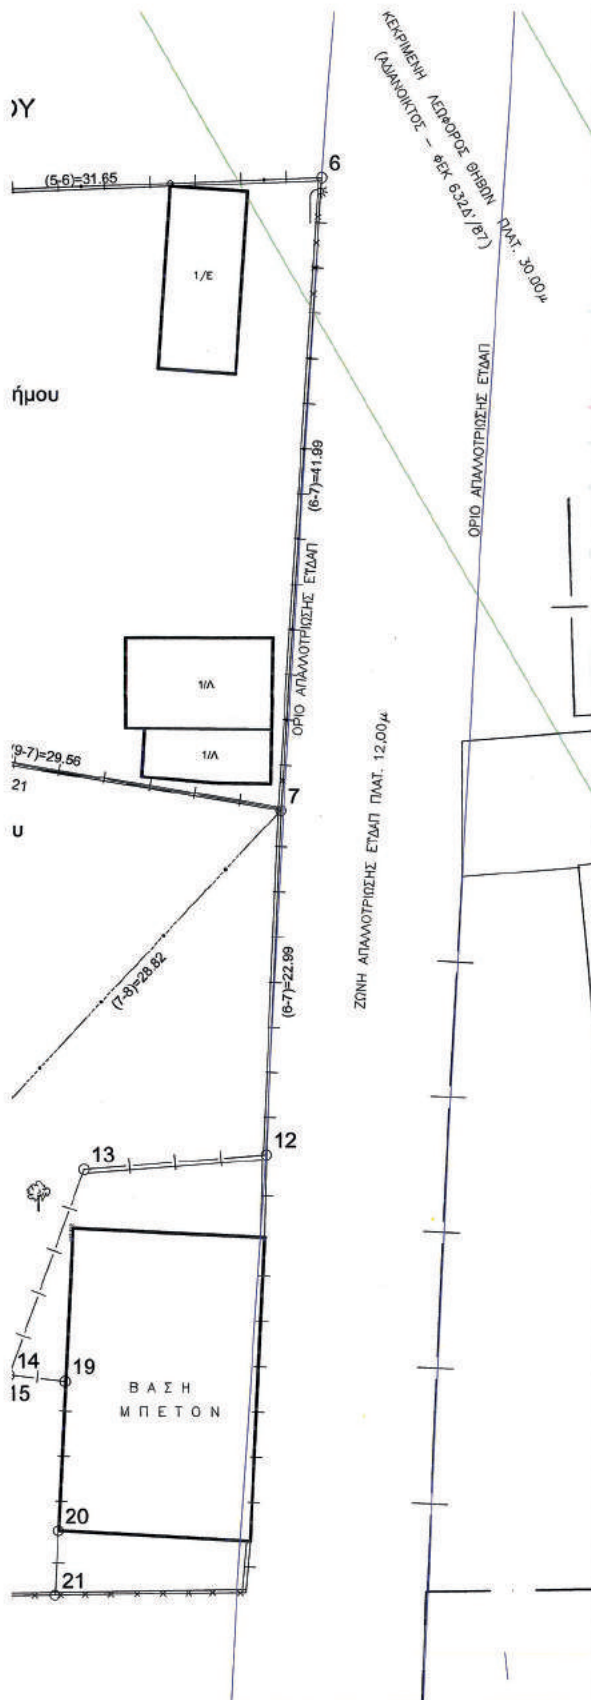 ΚΕΚΡΙΜΕΝΗ ΛΕΩΦΟΡΟΣ ΘΗΒΩΝ ΠΛΑΤ. 30.00μ
(ΑΔΙΑΝΟΙΚΤΟΣ – ΦΕΚ 632Δ'/87)
ΟΥ
6
(5-6)=31.65
1/Ε
ήμου
ΟΡΙΟ ΑΠΑΛΛΟΤΡΙΩΣΗΣ ΕΤΔΑΠ
(6-7)=41.99
ΟΡΙΟ ΑΠΑΛΛΟΤΡΙΩΣΗΣ ΕΤΔΑΠ
1/Λ
1/Λ
(9-7)=29.56
21
7
υ
ΖΩΝΗ ΑΠΑΛΛΟΤΡΙΩΣΗΣ ΕΤΔΑΠ ΠΛΑΤ. 12,00μ
(7-8)=28.82
(6-7)=22.99
12
13
14
19
15
ΒΑΣΗ
ΜΠΕΤΟΝ
20
21